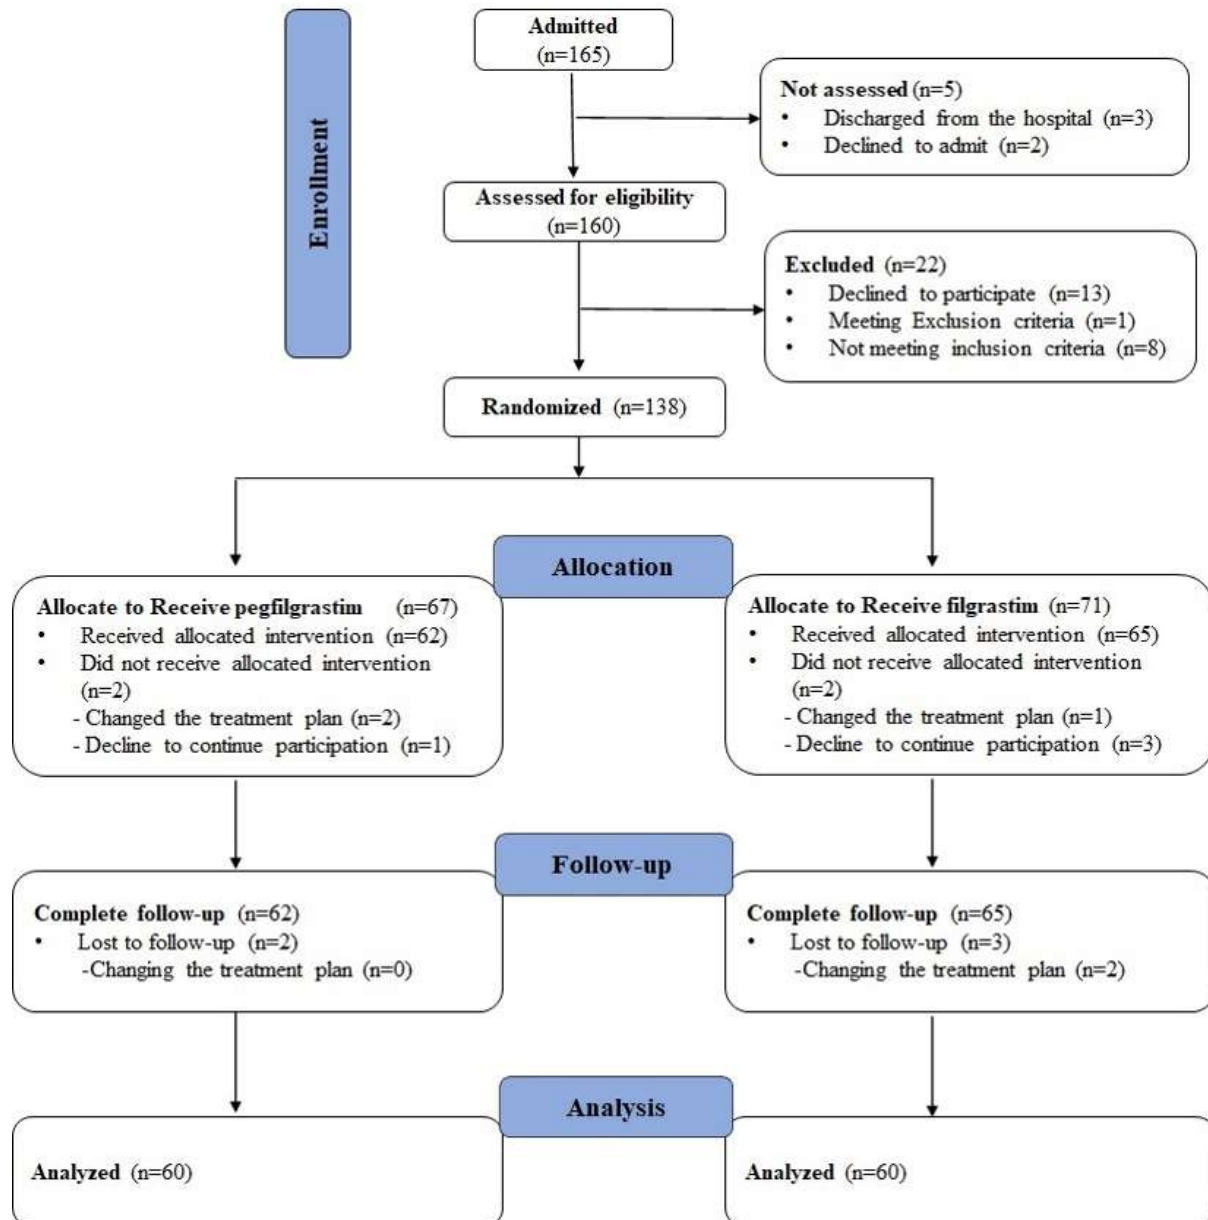 Enrollment
Admitted
(n=165)
Not assessed (n=5)
• Discharged from the hospital (n=3)
• Declined to admit (n=2)
Assessed for eligibility
(n=160)
Excluded (n=22)
• Declined to participate (n=13)
• Meeting Exclusion criteria (n=1)
• Not meeting inclusion criteria (n=8)
Randomized (n=138)
Allocation
Allocate to Receive pegfilgrastim (n=67)
• Received allocated intervention (n=62)
• Did not receive allocated intervention
(n=2)
- Changed the treatment plan (n=2)
- Decline to continue participation (n=1)
Allocate to Receive filgrastim (n=71)
• Received allocated intervention (n=65)
• Did not receive allocated intervention
(n=2)
- Changed the treatment plan (n=1)
- Decline to continue participation (n=3)
Follow-up
Complete follow-up (n=62)
• Lost to follow-up (n=2)
-Changing the treatment plan (n=0)
Complete follow-up (n=65)
• Lost to follow-up (n=3)
-Changing the treatment plan (n=2)
Analysis
Analyzed (n=60)
Analyzed (n=60)